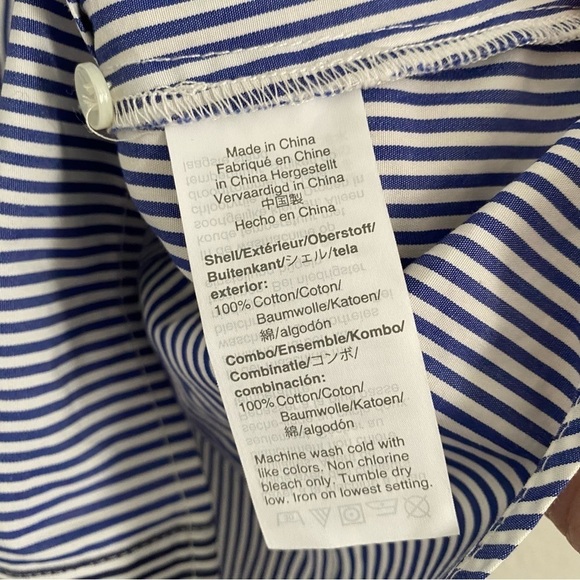 Made in China
Fabriqué en Chine
in China Hergestellt
Vervaardigd in China
中国製
Hecho en China
Shell/Extérieur/Oberstoff/
Buitenkant/シェル/tela
exterior:
100% Cotton/Coton/
Baumwolle/Katoen/
綿/algodón
Combo/Ensemble/Kombo/
Combinatie/コンボ/
combinación:
100% Cotton/Coton/
Baumwolle/Katoen/
綿/algodón
Machine wash cold with
like colors. Non chlorine
bleach only. Tumble dry
low. Iron on lowest setting.